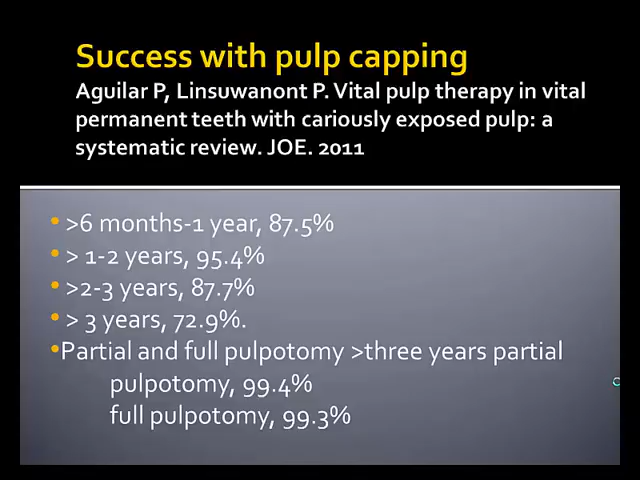 Success with pulp capping
Aguilar P, Linsuwanont P. Vital pulp therapy in vital
permanent teeth with cariously exposed pulp: a
systematic review. JOE. 2011
• >6 months-1 year, 87.5%
• > 1-2 years, 95.4%
• >2-3 years, 87.7%
• > 3 years, 72.9%.
•Partial and full pulpotomy >three years partial
pulpotomy, 99.4%
full pulpotomy, 99.3%